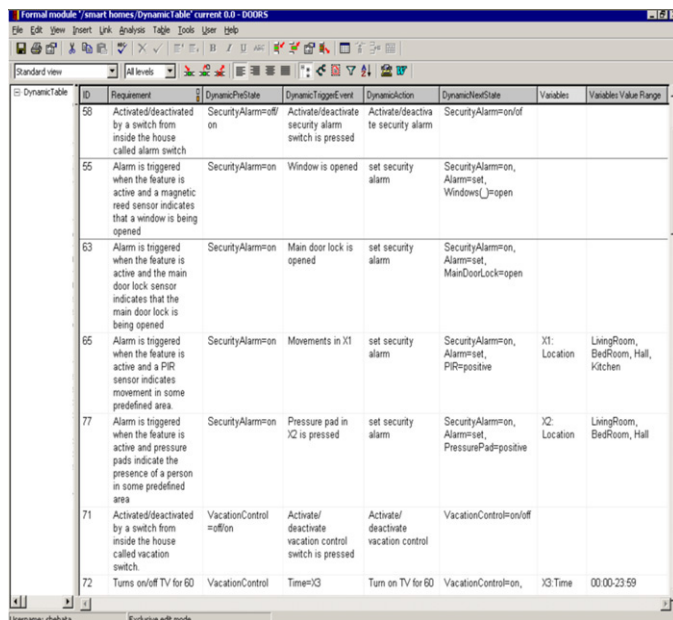 Formal module '/smart homes/DynamicTable' current 0.0 - DOORS
File Edit View Insert Link Analysis Table Tools User Help
Standard view All levels
DynamicTable
ID Requirement DynamicPreState DynamicTriggerEvent DynamicAction DynamicNextState Variables Variables Value Range
58 Activated/deactivated SecurityAlarm=off/ Activate/deactivate Activate/deactiva SecurityAlarm=on/of
by a switch from on security alarm te security alarm
inside the house switch is pressed
called alarm switch
55 Alarm is triggered SecurityAlarm=on Window is opened set security SecurityAlarm=on,
when the feature is alarm Alarm=set,
active and a magnetic Windows(_)=open
reed sensor indicates
that a window is being
opened
63 Alarm is triggered SecurityAlarm=on Main door lock is set security SecurityAlarm=on,
when the feature is opened alarm Alarm=set,
active and the main MainDoorLock=open
door lock sensor
indicates that the
main door lock is
being opened
65 Alarm is triggered SecurityAlarm=on Movements in X1 set security SecurityAlarm=on, X1: LivingRoom,
when the feature is alarm Alarm=set, Location BedRoom, Hall,
active and a PIR PIR=positive Kitchen
sensor indicates
movement in some
predefined area.
77 Alarm is triggered SecurityAlarm=on Pressure pad in set security SecurityAlarm=on, X2: LivingRoom,
when the feature is X2 is pressed alarm Alarm=set, Location BedRoom, Hall
active and pressure PressurePad=positive
pads indicate the
presence of a person
in some predefined
area
71 Activated/deactivated VacationControl Activate/ Activate/ VacationControl=on/off
by a switch from =off/on deactivate deactivate
inside the house vacation control vacation control
called vacation switch is pressed
switch.
72 Turns on/off TV for 60 VacationControl Time=X3 Turn on TV for 60 VacationControl=on, X3:Time 00:00-23:59
Username: shehata Exclusive edit mode